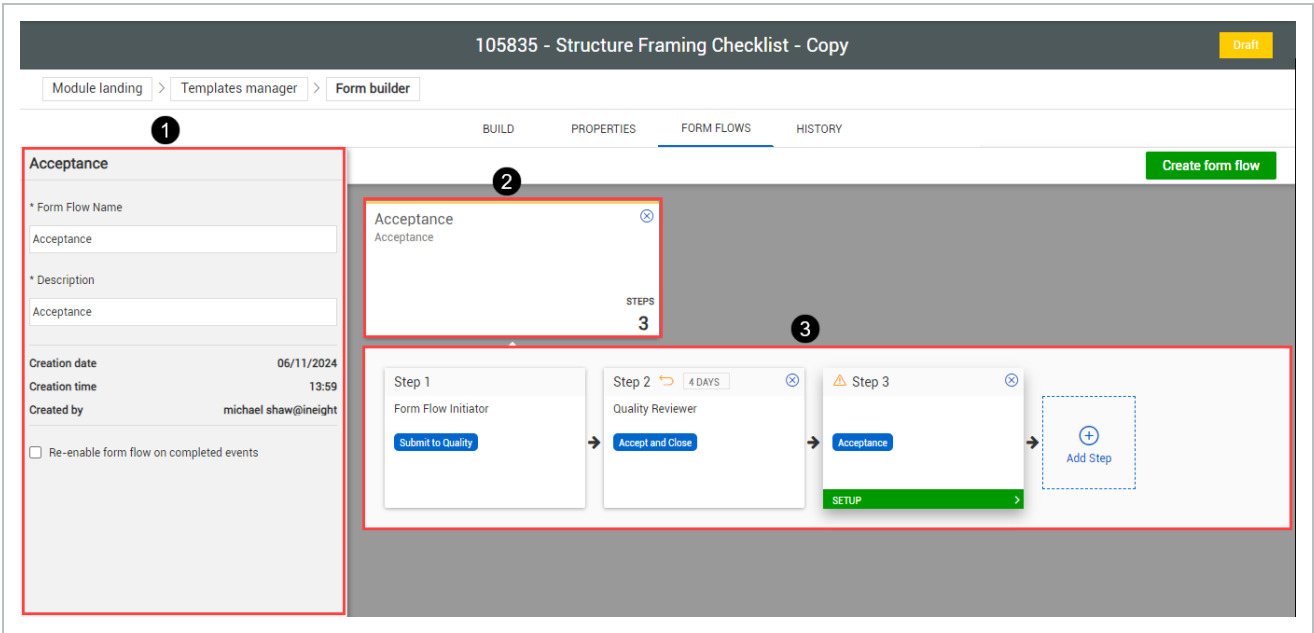 105835 - Structure Framing Checklist - Copy
Draft
Module landing > Templates manager > Form builder
1
BUILD PROPERTIES FORM FLOWS HISTORY
Acceptance
Create form flow
2
* Form Flow Name
Acceptance
* Description
Acceptance
Creation date 06/11/2024
Creation time 13:59
Created by michael shaw@ineight
Re-enable form flow on completed events
Acceptance
Acceptance
STEPS
3
3
Step 1
Form Flow Initiator
Submit to Quality
Step 2 4 DAYS
Quality Reviewer
Accept and Close
Step 3
Acceptance
SETUP >
Add Step